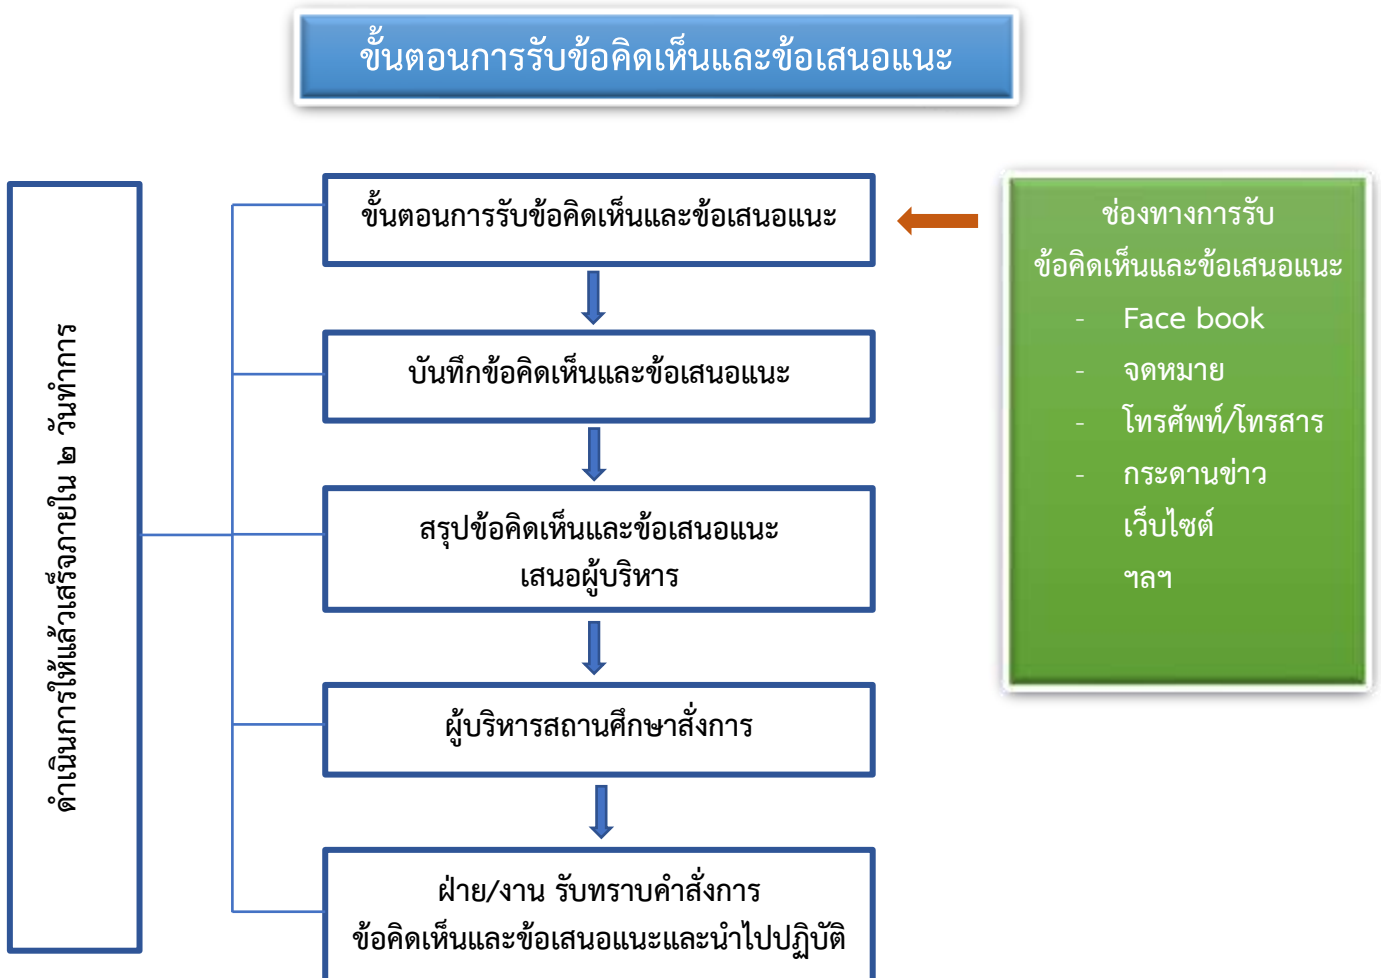 ขั้นตอนการรับข้อคิดเห็นและข้อเสนอแนะ
ดำเนินการให้แล้วเสร็จภายใน ๒ วันทำการ
ขั้นตอนการรับข้อคิดเห็นและข้อเสนอแนะ
บันทึกข้อคิดเห็นและข้อเสนอแนะ
สรุปข้อคิดเห็นและข้อเสนอแนะ
เสนอผู้บริหาร
ผู้บริหารสถานศึกษาสั่งการ
ฝ่าย/งาน รับทราบคำสั่งการ
ข้อคิดเห็นและข้อเสนอแนะและนำไปปฏิบัติ
ช่องทางการรับ
ข้อคิดเห็นและข้อเสนอแนะ
- Face book
- จดหมาย
- โทรศัพท์/โทรสาร
- กระดานข่าว
เว็บไซต์
ฯลฯ